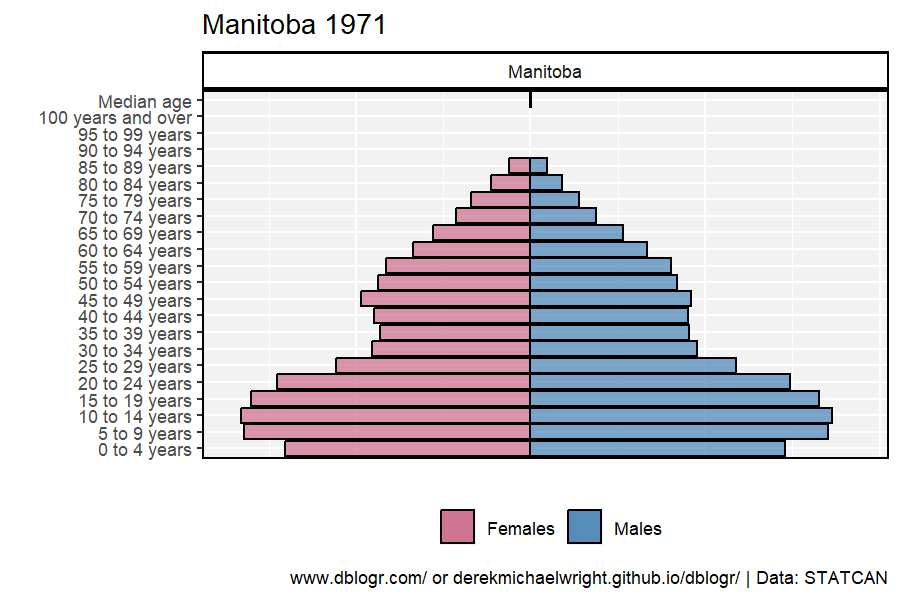 Manitoba 1971
Manitoba
Median age
100 years and over
95 to 99 years
90 to 94 years
85 to 89 years
80 to 84 years
75 to 79 years
70 to 74 years
65 to 69 years
60 to 64 years
55 to 59 years
50 to 54 years
45 to 49 years
40 to 44 years
35 to 39 years
30 to 34 years
25 to 29 years
20 to 24 years
15 to 19 years
10 to 14 years
5 to 9 years
0 to 4 years
Females Males
www.dblogr.com/ or derekmichaelwright.github.io/dblogr/ | Data: STATCAN